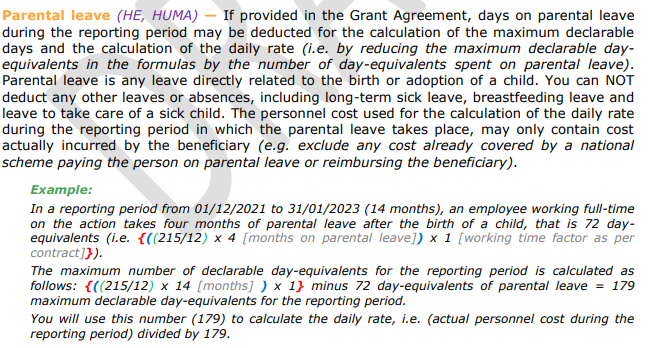 Parental leave (HE, HUMA) — If provided in the Grant Agreement, days on parental leave
during the reporting period may be deducted for the calculation of the maximum declarable
days and the calculation of the daily rate (i.e. by reducing the maximum declarable day-
equivalents in the formulas by the number of day-equivalents spent on parental leave).
Parental leave is any leave directly related to the birth or adoption of a child. You can NOT
deduct any other leaves or absences, including long-term sick leave, breastfeeding leave and
leave to take care of a sick child. The personnel cost used for the calculation of the daily rate
during the reporting period in which the parental leave takes place, may only contain cost
actually incurred by the beneficiary (e.g. exclude any cost already covered by a national
scheme paying the person on parental leave or reimbursing the beneficiary).
Example:
In a reporting period from 01/12/2021 to 31/01/2023 (14 months), an employee working full-time
on the action takes four months of parental leave after the birth of a child, that is 72 day-
equivalents (i.e. {((215/12) x 4 [months on parental leave]) x 1 [working time factor as per
contract]}).
The maximum number of declarable day-equivalents for the reporting period is calculated as
follows: {((215/12) x 14 [months] ) x 1} minus 72 day-equivalents of parental leave = 179
maximum declarable day-equivalents for the reporting period.
You will use this number (179) to calculate the daily rate, i.e. (actual personnel cost during the
reporting period) divided by 179.